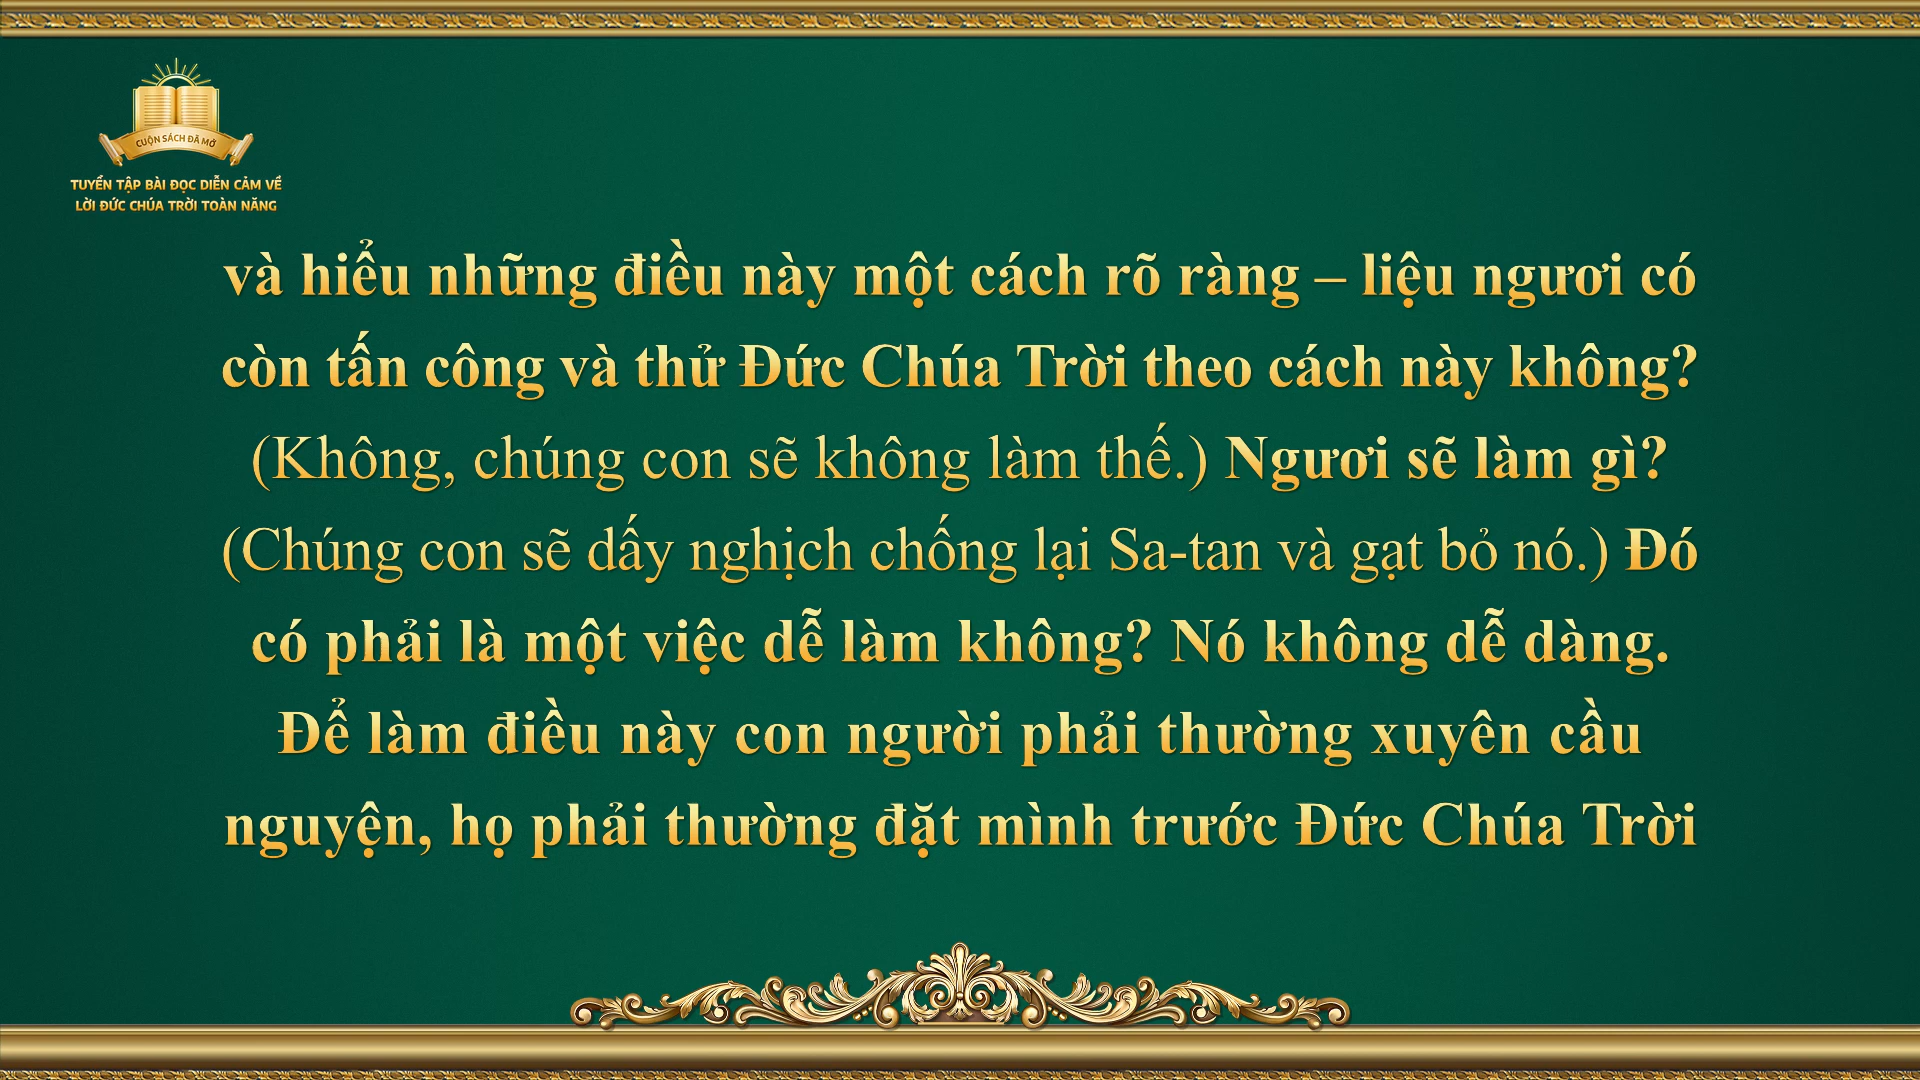 CUỘN SÁCH ĐÃ MỞ
TUYỂN TẬP BÀI ĐỌC DIỄN CẢM VỀ
LỜI ĐỨC CHÚA TRỜI TOÀN NĂNG
và hiểu những điều này một cách rõ ràng – liệu ngươi có
còn tấn công và thử Đức Chúa Trời theo cách này không?
(Không, chúng con sẽ không làm thế.) Ngươi sẽ làm gì?
(Chúng con sẽ dấy nghịch chống lại Sa-tan và gạt bỏ nó.) Đó
có phải là một việc dễ làm không? Nó không dễ dàng.
Để làm điều này con người phải thường xuyên cầu
nguyện, họ phải thường đặt mình trước Đức Chúa Trời